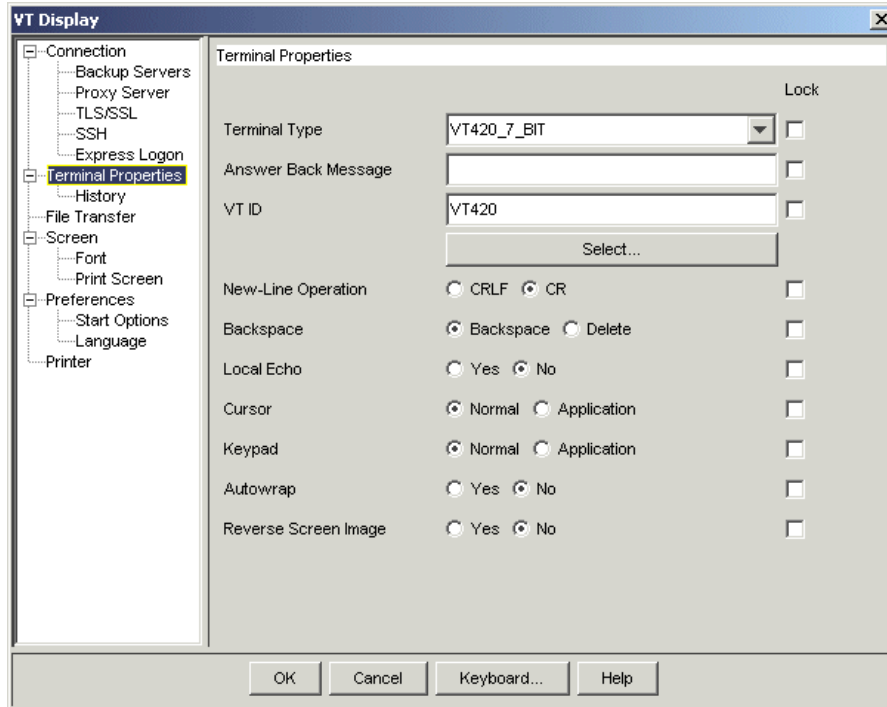 VT Display
Connection
Backup Servers
Proxy Server
TLS/SSL
SSH
Express Logon
Terminal Properties
History
File Transfer
Screen
Font
Print Screen
Preferences
Start Options
Language
Printer
Terminal Properties
Lock
Terminal Type VT420_7_BIT
Answer Back Message
VT ID VT420
Select...
New-Line Operation CRLF CR
Backspace Backspace Delete
Local Echo Yes No
Cursor Normal Application
Keypad Normal Application
Autowrap Yes No
Reverse Screen Image Yes No
OK Cancel Keyboard... Help